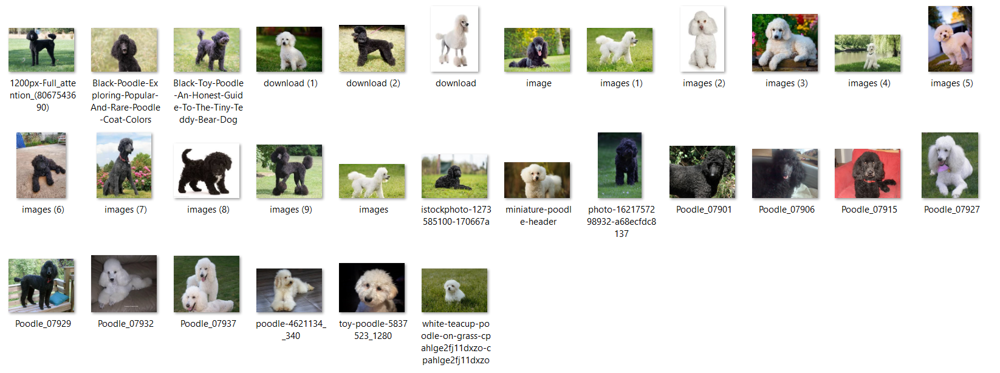 1200px-Full_atte
ntion_(80675436
90)
Black-Poodle-Ex
ploring-Popular-
And-Rare-Poodle
-Coat-Colors
Black-Toy-Poodle
-An-Honest-Guid
e-To-The-Tiny-Te
ddy-Bear-Dog
download (1)
download (2)
download
image
images (1)
images (2)
images (3)
images (4)
images (5)
images (6)
images (7)
images (8)
images (9)
images
istockphoto-1273
585100-170667a
miniature-poodl
e-header
photo-16217572
98932-a68ecfdc8
137
Poodle_07901
Poodle_07906
Poodle_07915
Poodle_07927
Poodle_07929
Poodle_07932
Poodle_07937
poodle-4621134_
_340
toy-poodle-5837
523_1280
white-teacup-po
odle-on-grass-cp
ahlge2fj11dxzo-c
pahlge2fj11dxzo